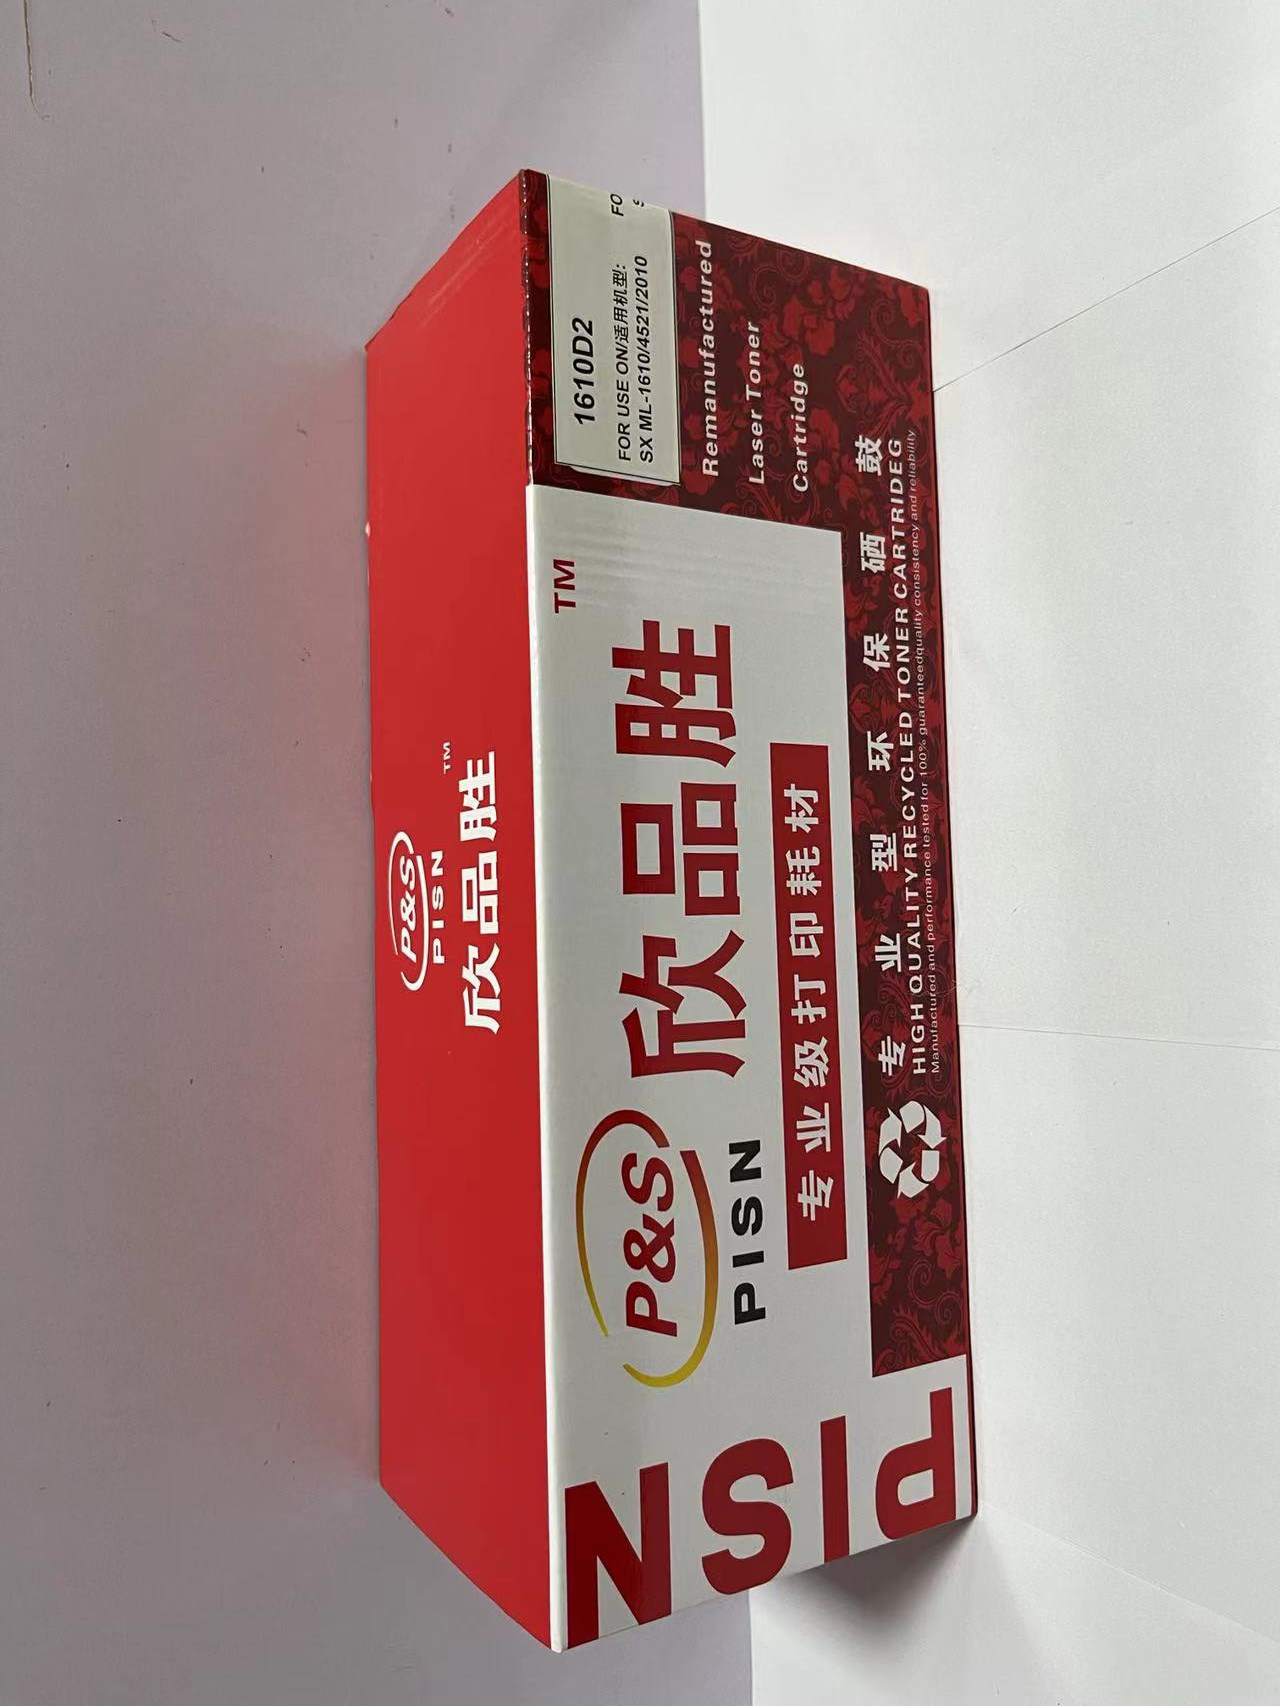 P&S
PISN
欣品胜
TM
1610D2
FOR USE ON/适用机型:
SX ML-1610/4521/2010
FO
Remanufactured
Laser Toner
Cartridge
TM
P&S
PISN
欣品胜
专业级打印耗材
专业型环保硒鼓
HIGH QUALITY RECYCLED TONER CARTRIDEG
Manufactured and performance tested for 100% guaranteedquality consistency and reliability
PISN